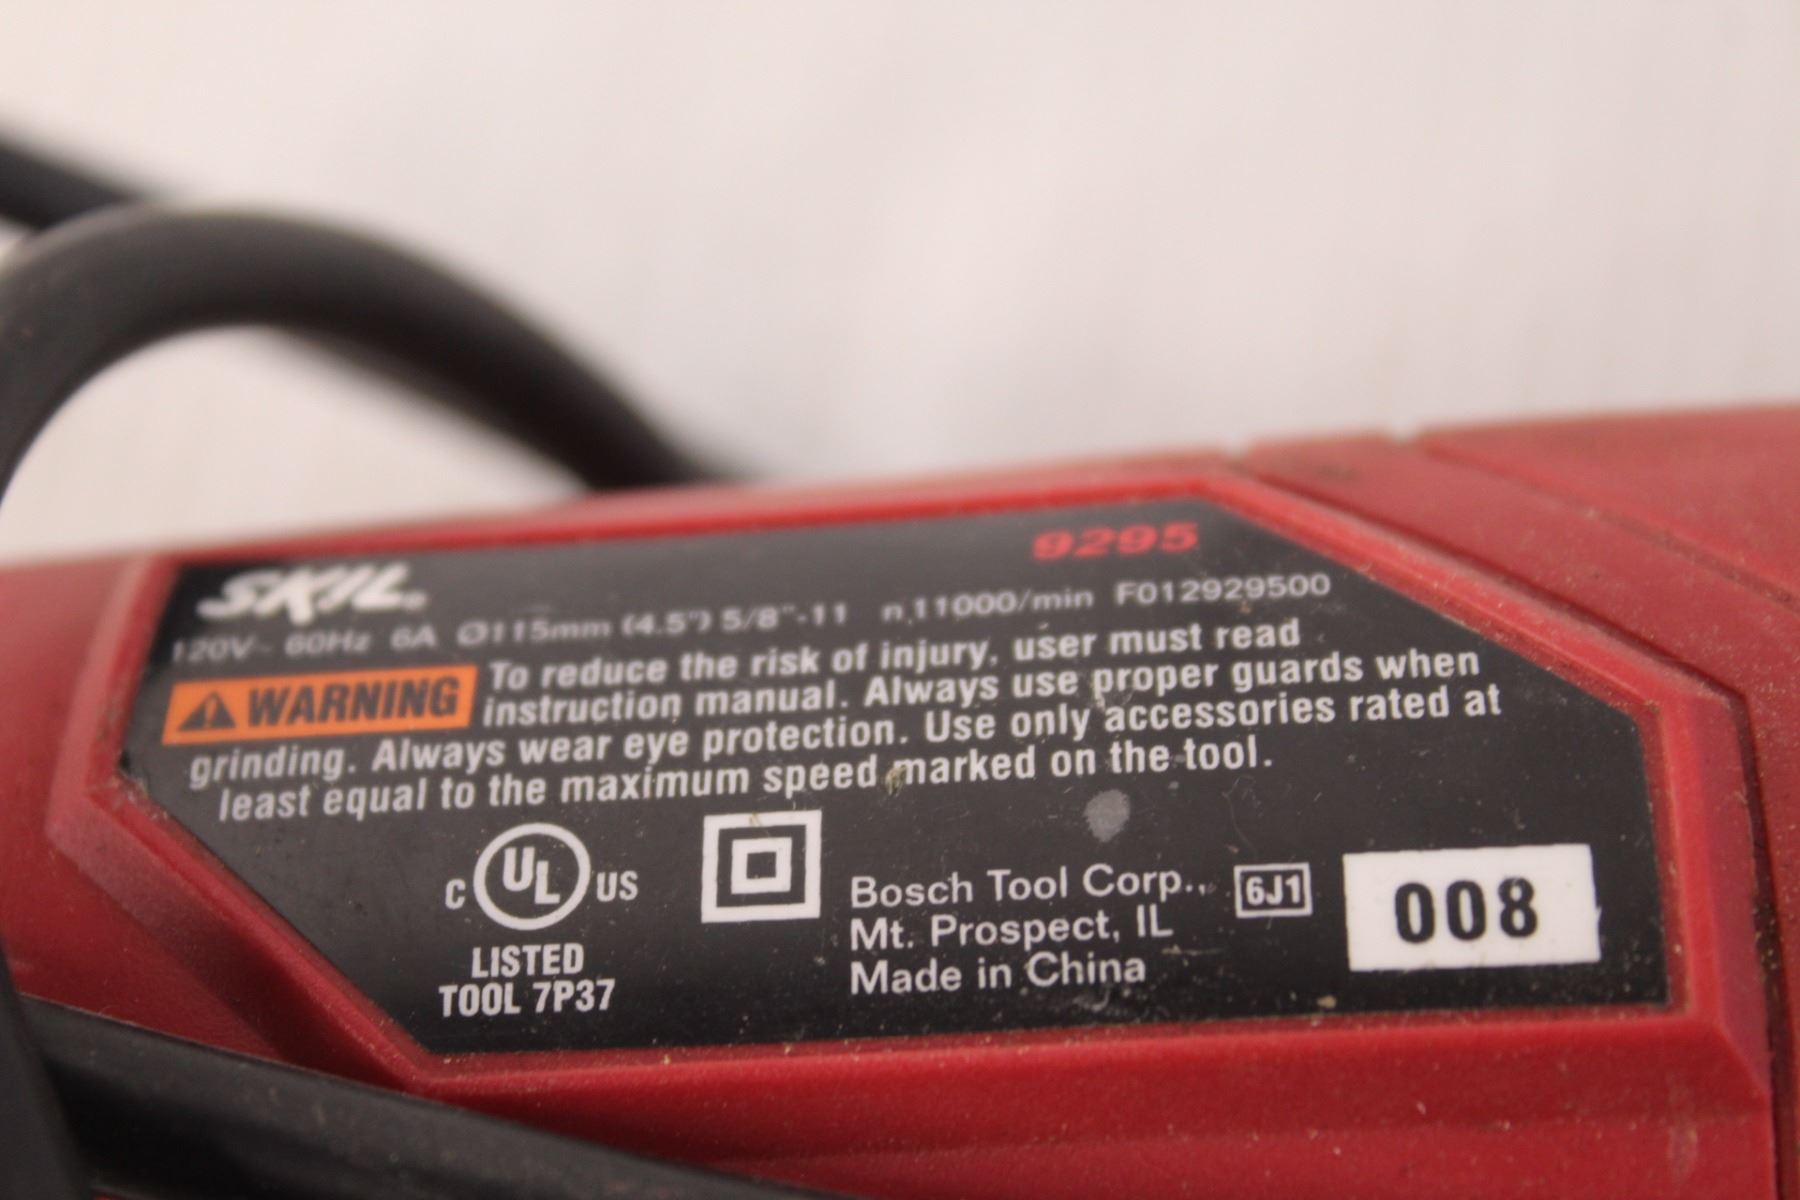 SKIL®
9295
120V~ 60Hz 6A Ø115mm (4.5") 5/8"-11 n 11000/min F012929500
WARNING To reduce the risk of injury, user must read
instruction manual. Always use proper guards when
grinding. Always wear eye protection. Use only accessories rated at
least equal to the maximum speed marked on the tool.
C UL US
LISTED
TOOL 7P37
Bosch Tool Corp.,
Mt. Prospect, IL
Made in China
6J1
008